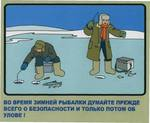 ВО ВРЕМЯ ЗИМНЕЙ РЫБАЛКИ ДУМАЙТЕ ПРЕЖДЕ
ВСЕГО О БЕЗОПАСНОСТИ И ТОЛЬКО ПОТОМ ОБ
УЛОВЕ !